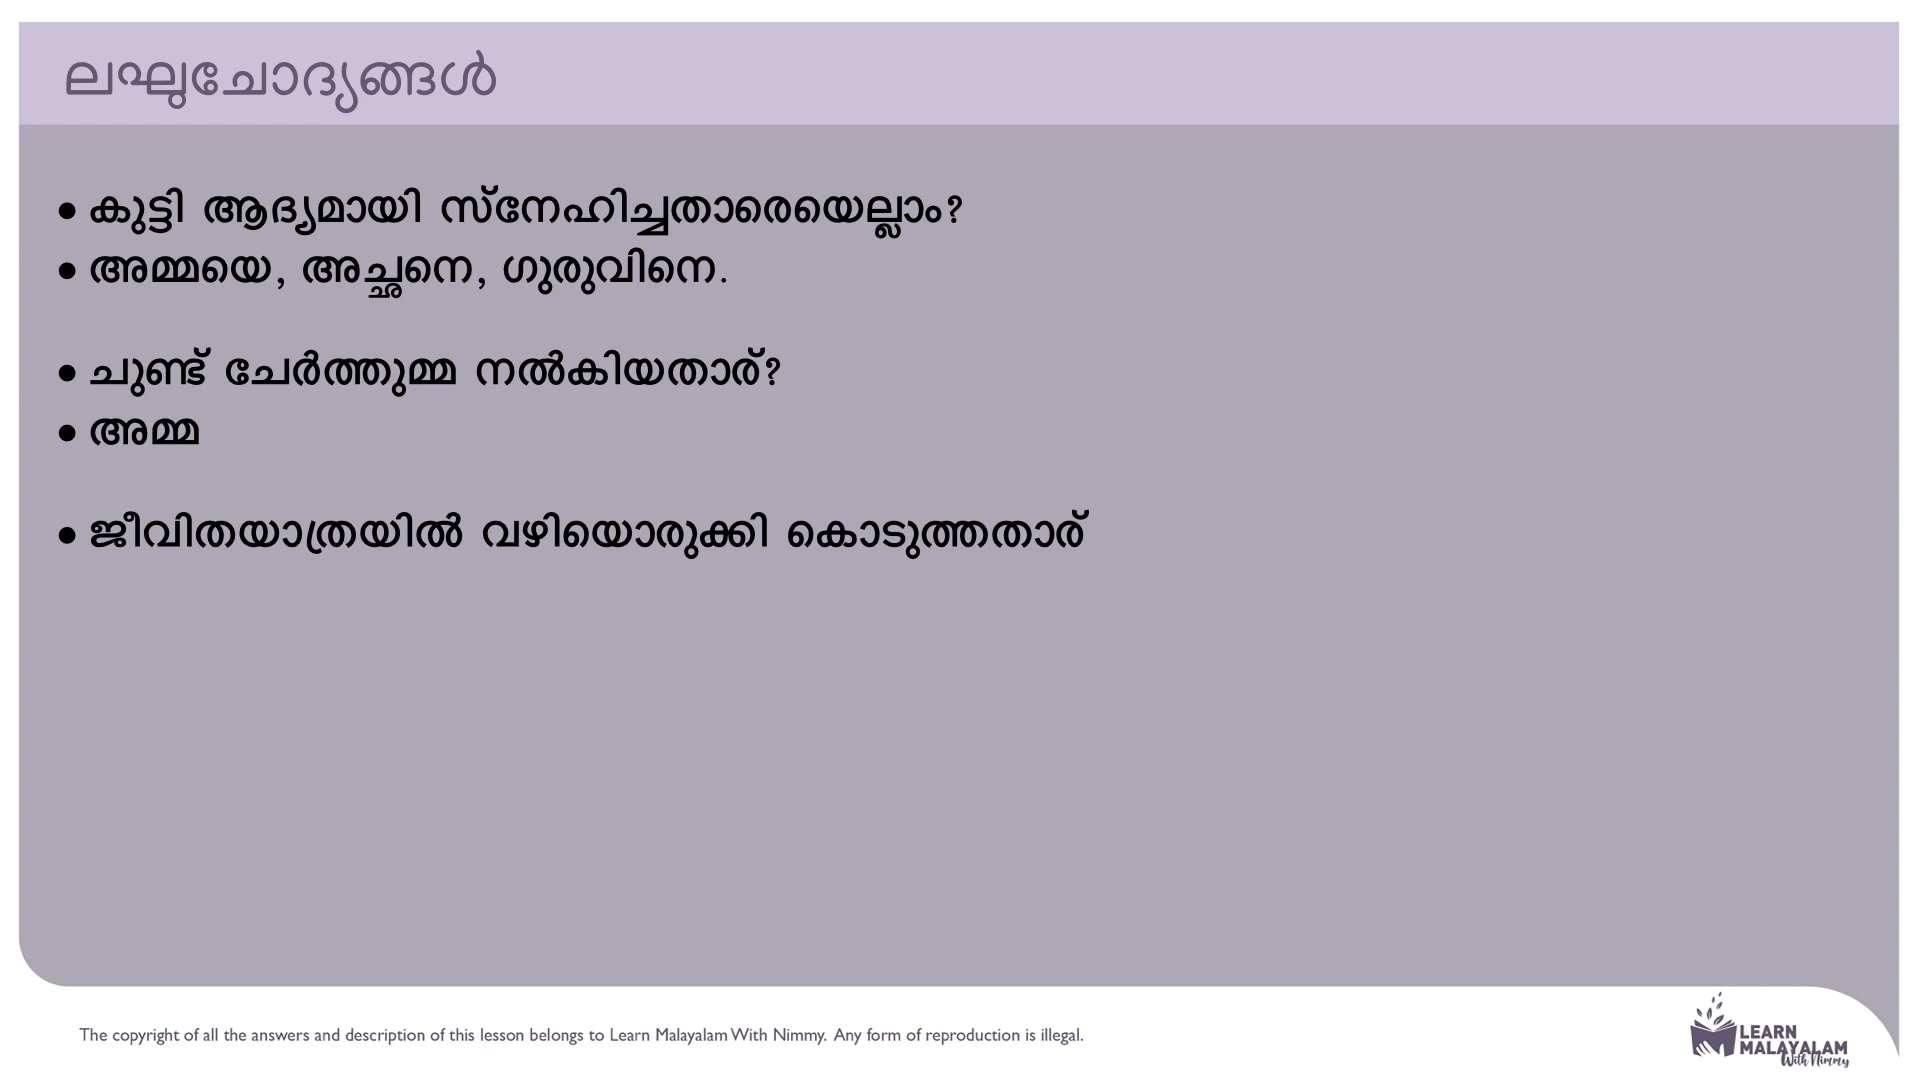 ലഘുചോദ്യങ്ങൾ
• കുട്ടി ആദ്യമായി സ്നേഹിച്ചതാരെയെല്ലാം?
• അമ്മയെ, അച്ഛനെ, ഗുരുവിനെ.
• ചുണ്ട് ചേർത്തുമ്മ നൽകിയതാര്?
• അമ്മ
• ജീവിതയാത്രയിൽ വഴിയൊരുക്കി കൊടുത്തതാര്
The copyright of all the answers and description of this lesson belongs to Learn Malayalam With Nimmy. Any form of reproduction is illegal.
LEARN
MALAYALAM
With Nimmy